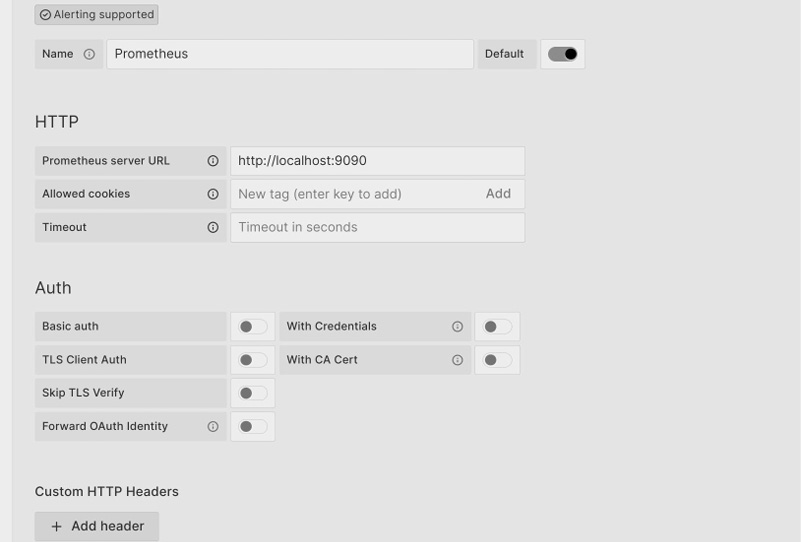 Alerting supported
Name Prometheus Default
HTTP
Prometheus server URL http://localhost:9090
Allowed cookies New tag (enter key to add) Add
Timeout Timeout in seconds
Auth
Basic auth With Credentials
TLS Client Auth With CA Cert
Skip TLS Verify
Forward OAuth Identity
Custom HTTP Headers
+ Add header